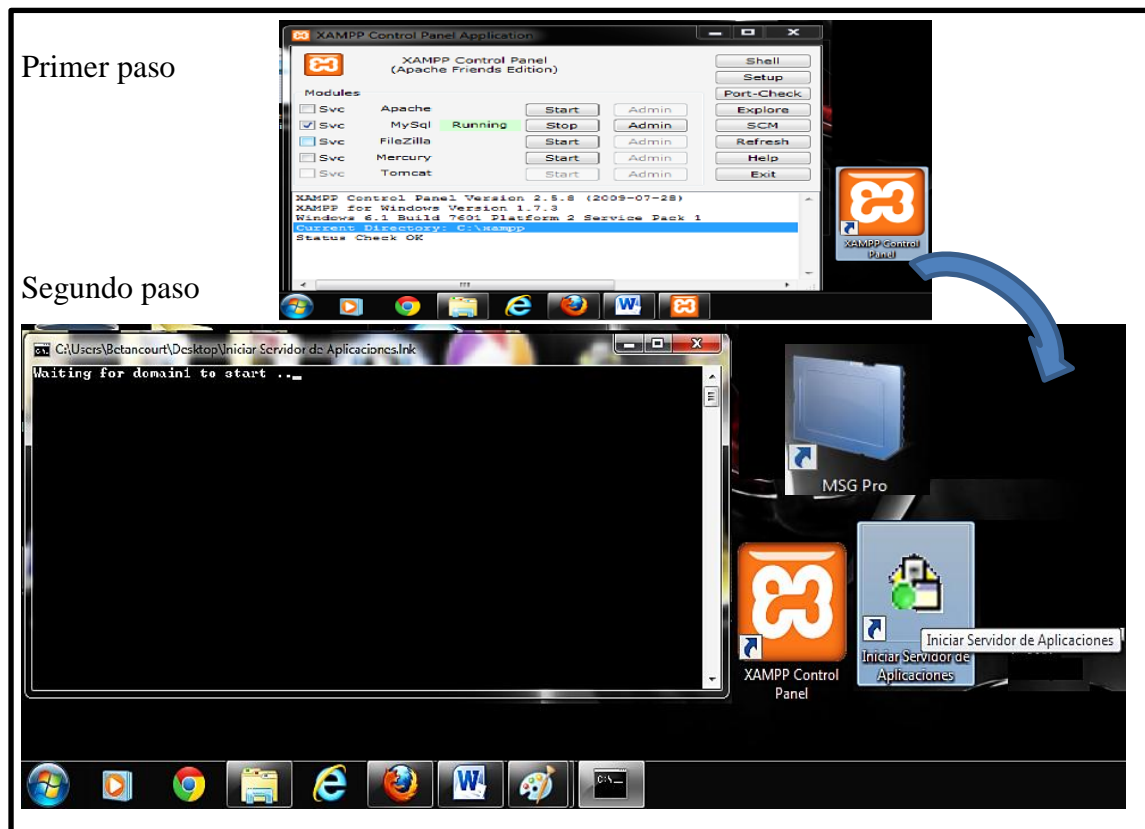 Primer paso
XAMPP Control Panel Application
XAMPP Control Panel
(Apache Friends Edition)
Modules
Svc Apache Start Admin
Svc MySql Running Stop Admin
Svc FileZilla Start Admin
Svc Mercury Start Admin
Svc Tomcat Start Admin
Shell
Setup
Port-Check
Explore
SCM
Refresh
Help
Exit
XAMPP Control Panel Version 2.5.8 (2009-07-28)
XAMPP for Windows Version 1.7.3
Windows 6.1 Build 7601 Platform 2 Service Pack 1
Current Directory: C:\xampp
Status Check OK
XAMPP Control
Panel
Segundo paso
C:\Users\Betancourt\Desktop\Iniciar Servidor de Aplicaciones.lnk
Waiting for domain1 to start .._
MSG Pro
XAMPP Control
Panel
Iniciar Servidor de Aplicaciones
Iniciar Servidor de
Aplicaciones